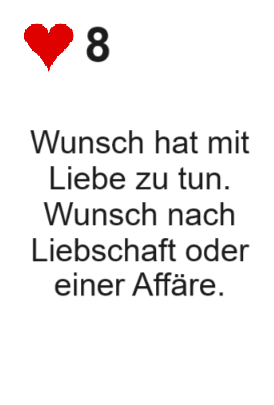 8
Wunsch hat mit
Liebe zu tun.
Wunsch nach
Liebschaft oder
einer Affäre.